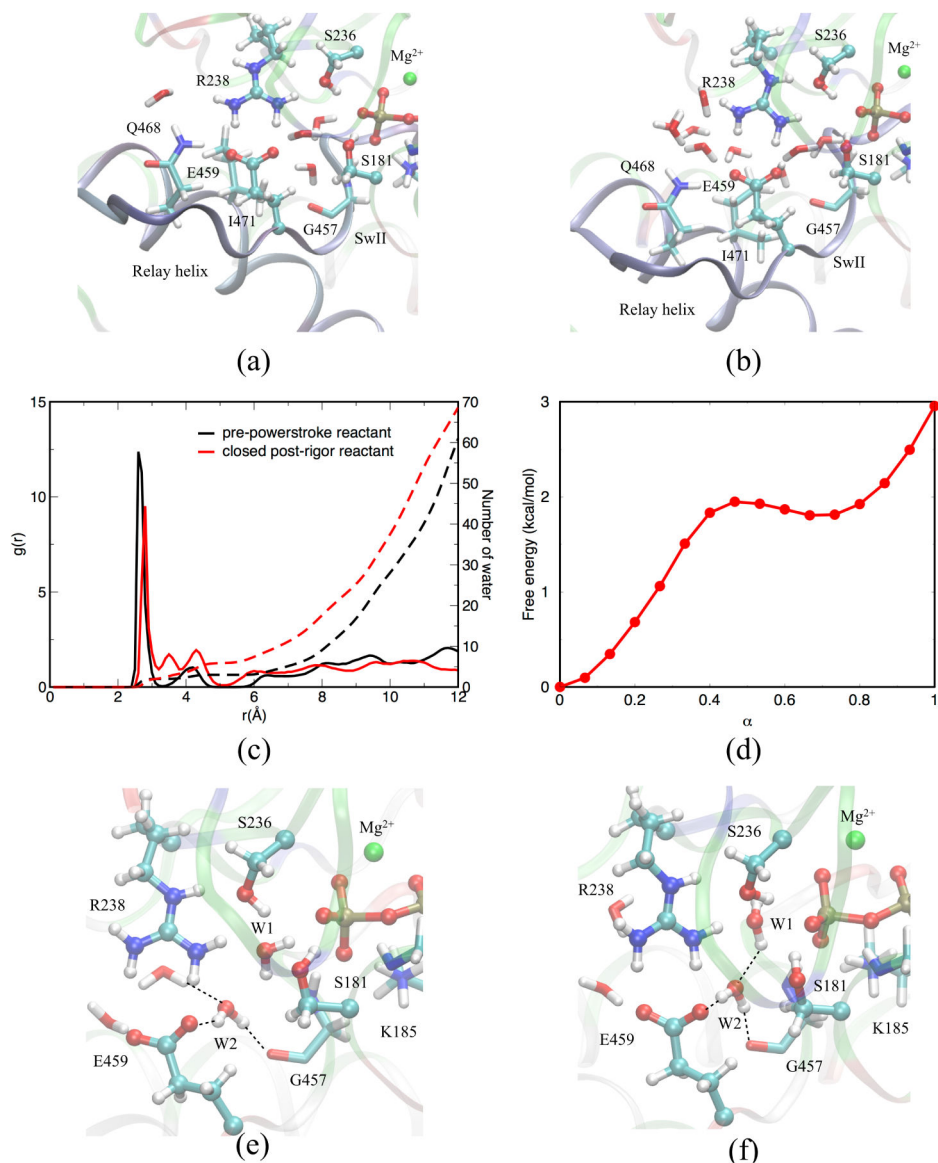 S236
Mg2+
R238
Q468
S181
E459
I471
G457
SwII
Relay helix
(a)
S236
Mg2+
R238
Q468
S181
E459
G457
I471
SwII
Relay helix
(b)
15
10
5
0
g(r)
pre-powerstroke reactant
closed post-rigor reactant
70
60
50
40
30
20
10
0
Number of water
0 2 4 6 8 10 12
r(Å)
(c)
3
2
1
0
Free energy (kcal/mol)
0 0.2 0.4 0.6 0.8 1
α
(d)
Mg2+
S236
R238
W1
S181
K185
W2
E459
G457
(e)
Mg2+
S236
R238
W1
S181
W2
K185
E459
G457
(f)